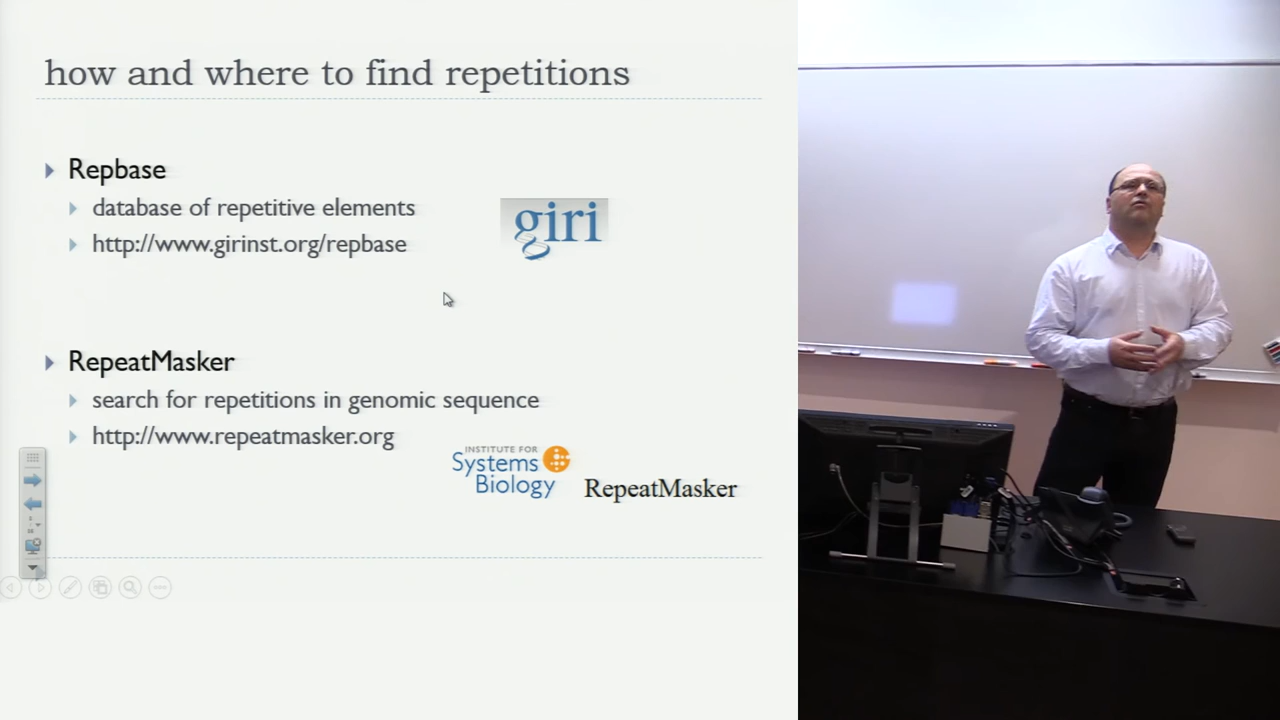 how and where to find repetitions
Repbase
database of repetitive elements
http://www.girinst.org/repbase
giri
RepeatMasker
search for repetitions in genomic sequence
http://www.repeatmasker.org
INSTITUTE FOR
Systems
Biology
RepeatMasker